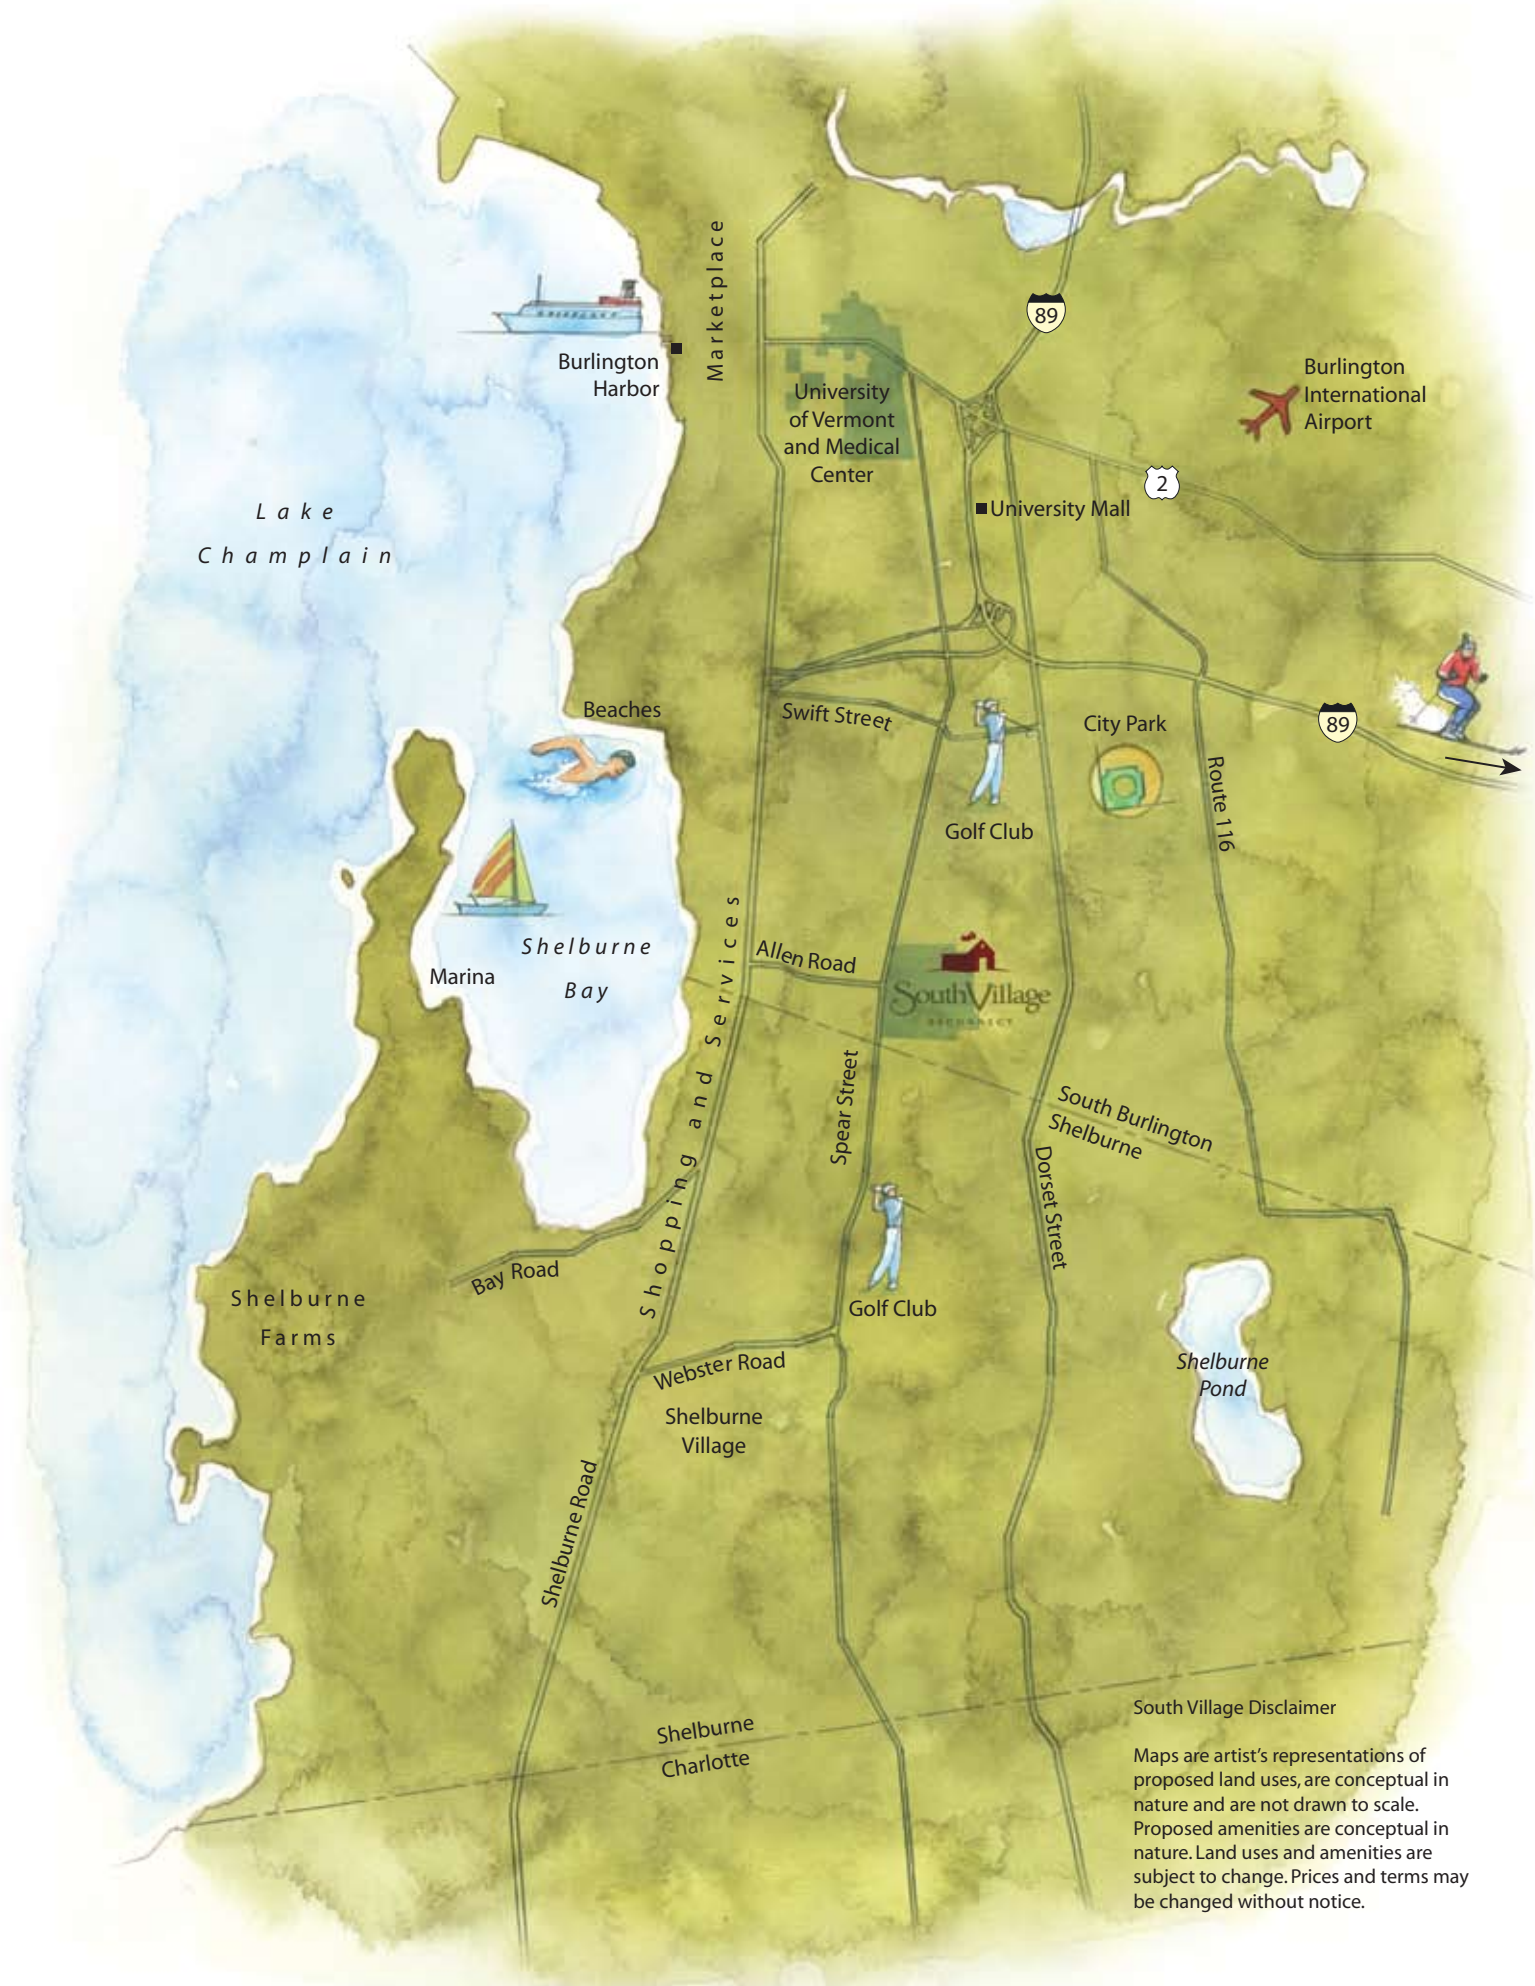 Marketplace
89
Burlington
Harbor
Burlington
International
Airport
University
of Vermont
and Medical
Center
2
University Mall
Lake
Champlain
Beaches
Swift Street
City Park
89
Route 116
Golf Club
Shelburne
Bay
Marina
Shopping and Services
Allen Road
SouthVillage
Spear Street
South Burlington
Shelburne
Dorset Street
Bay Road
Shelburne
Farms
Golf Club
Webster Road
Shelburne
Pond
Shelburne
Village
Shelburne Road
Shelburne
Charlotte
South Village Disclaimer
Maps are artist’s representations of
proposed land uses, are conceptual in
nature and are not drawn to scale.
Proposed amenities are conceptual in
nature. Land uses and amenities are
subject to change. Prices and terms may
be changed without notice.